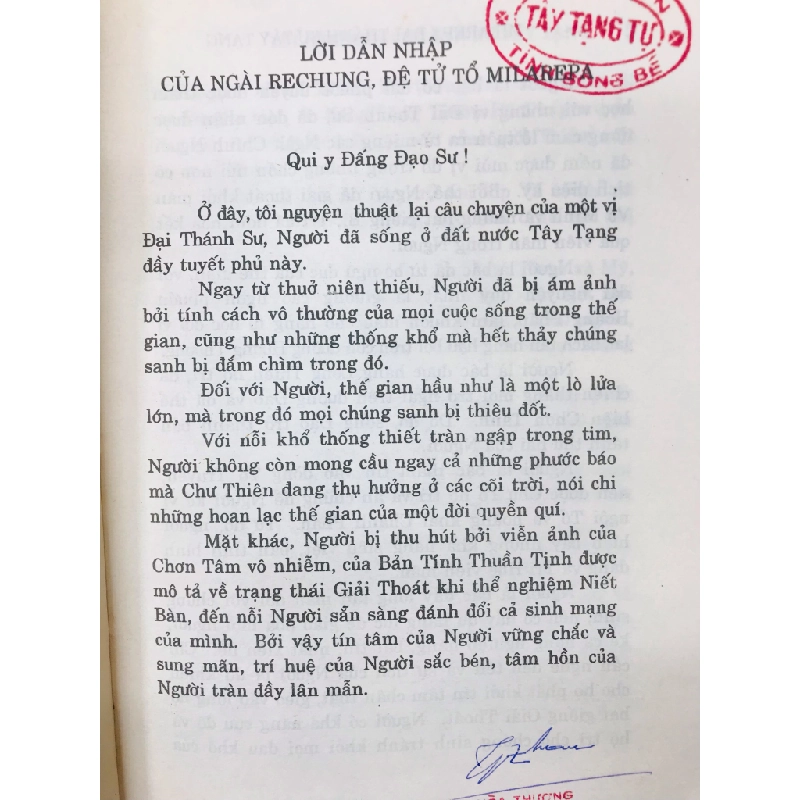 TÂY TẠNG TỰ
TỈNH SÔNG BÉ
LỜI DẪN NHẬP
CỦA NGÀI RECHUNG, ĐỆ TỬ TỔ MILAREPA
Qui y Đấng Đạo Sư !
Ở đây, tôi nguyện thuật lại câu chuyện của một vị
Đại Thánh Sư, Người đã sống ở đất nước Tây Tạng
đầy tuyết phủ này.
Ngay từ thuở niên thiếu, Người đã bị ám ảnh
bởi tính cách vô thường của mọi cuộc sống trong thế
gian, cũng như những thống khổ mà hết thảy chúng
sanh bị đắm chìm trong đó.
Đối với Người, thế gian hầu như là một lò lửa
lớn, mà trong đó mọi chúng sanh bị thiêu đốt.
Với nỗi khổ thống thiết tràn ngập trong tim,
Người không còn mong cầu ngay cả những phước báo
mà Chư Thiên đang thụ hưởng ở các cõi trời, nói chi
những hoan lạc thế gian của một đời quyền quí.
Mặt khác, Người bị thu hút bởi viễn ảnh của
Chơn Tâm vô nhiễm, của Bản Tính Thuần Tịnh được
mô tả về trạng thái Giải Thoát khi thể nghiệm Niết
Bàn, đến nỗi Người sẵn sàng đánh đổi cả sinh mạng
của mình. Bởi vậy tín tâm của Người vững chắc và
sung mãn, trí huệ của Người sắc bén, tâm hồn của
Người tràn đầy lân mẫn.
THƯỢNG